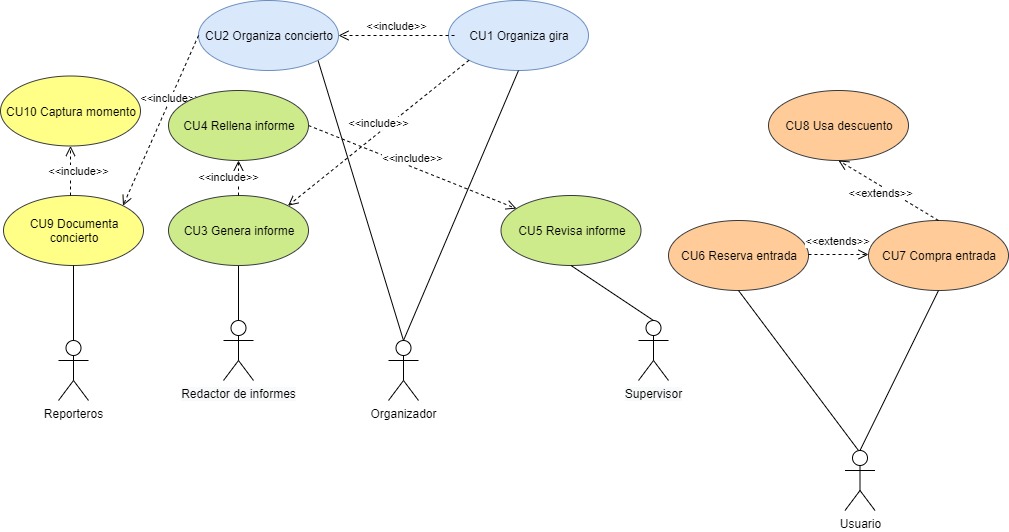 <<include>>
CU2 Organiza concierto
CU1 Organiza gira
<<include>>
CU10 Captura momento
CU4 Rellena informe
<<include>>
CU8 Usa descuento
<<include>>
<<include>>
<<include>>
<<extends>>
CU9 Documenta
concierto
CU3 Genera informe
CU5 Revisa informe
<<extends>>
CU6 Reserva entrada
CU7 Compra entrada
Reporteros
Redactor de informes
Organizador
Supervisor
Usuario